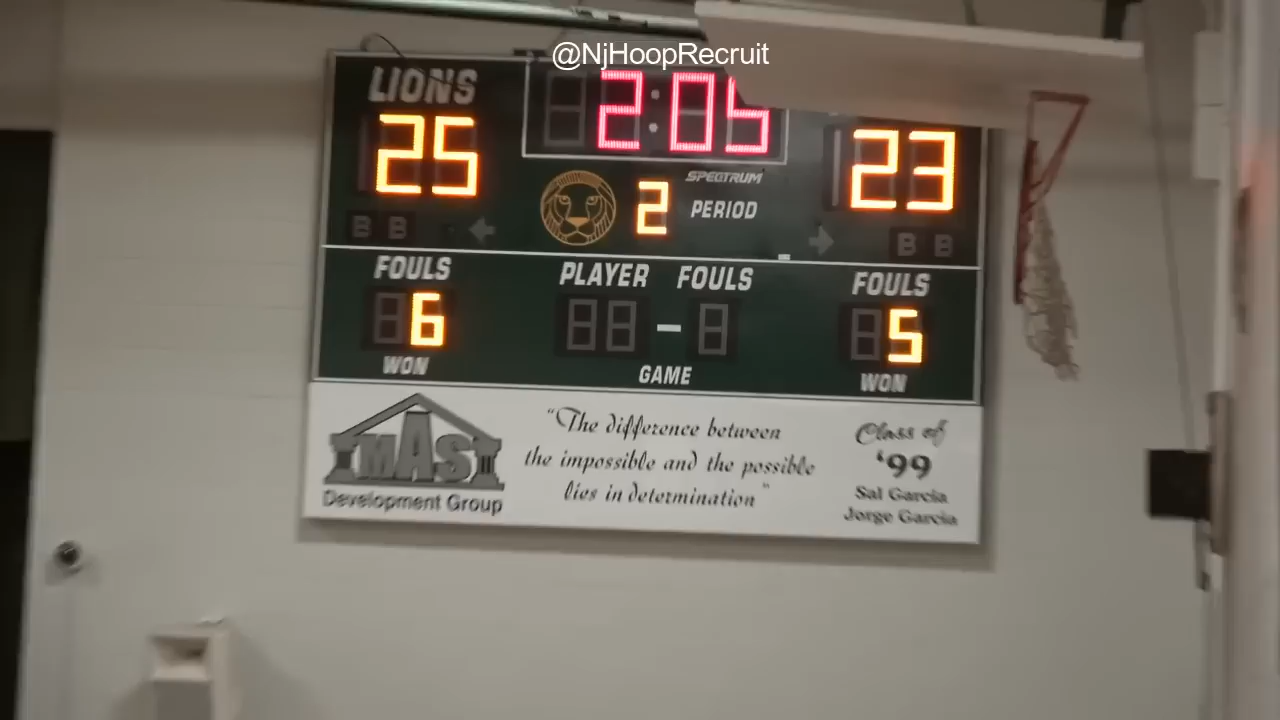 @NjHoopRecruit
LIONS
2:05
25
23
SPECTRUM
2 PERIOD
B B
B B
FOULS
PLAYER FOULS
FOULS
6
-
5
WON
GAME
WON
MAS
Development Group
"The difference between
the impossible and the possible
lies in determination"
Class of
'99
Sal Garcia
Jorge Garcia